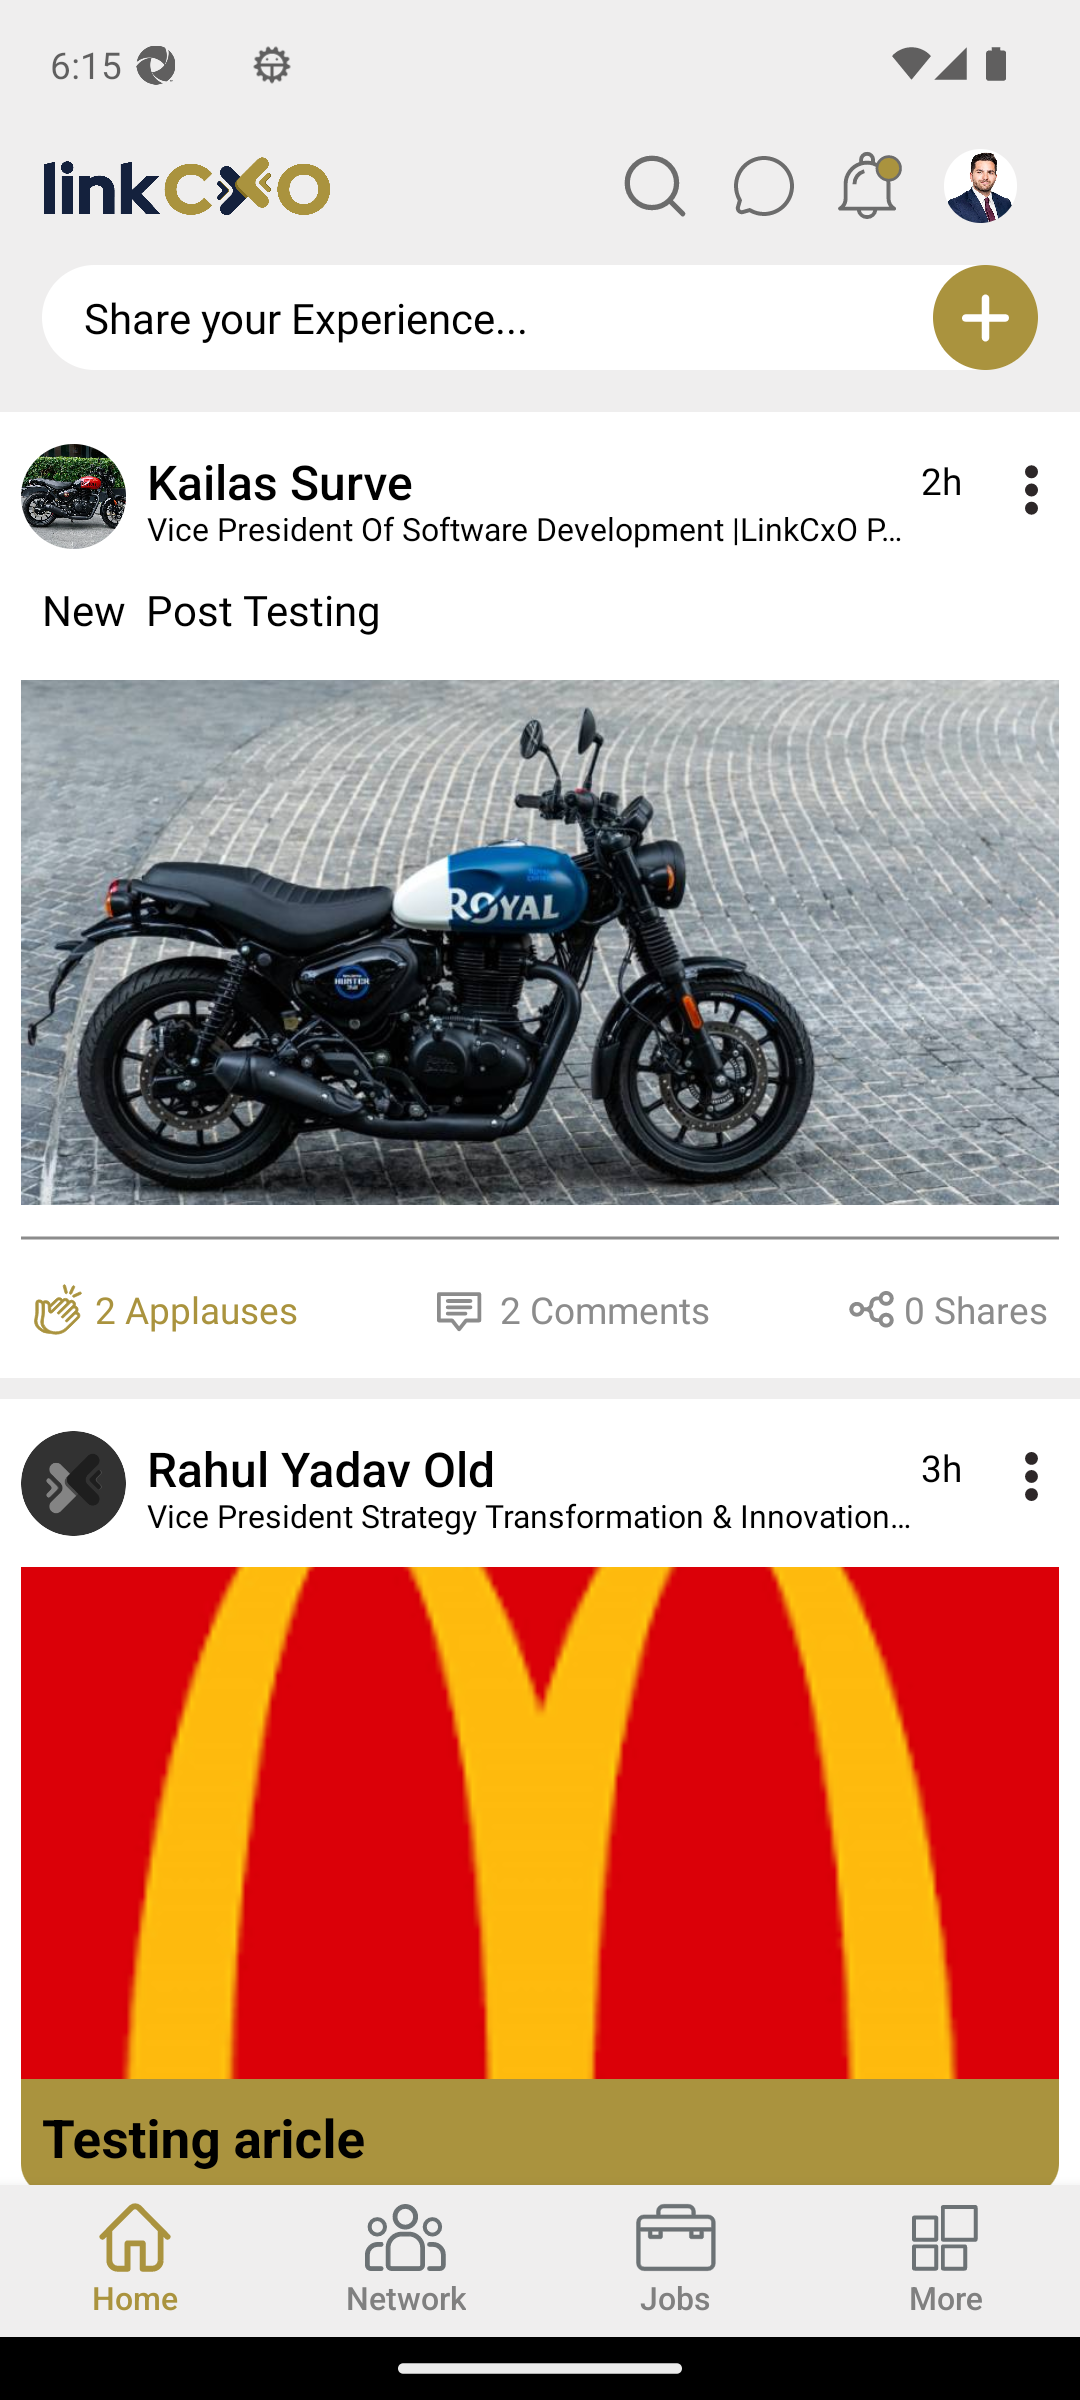 6:15
linkCXO
Share your Experience...
Kailas Surve
2h
Vice President Of Software Development |LinkCxO P...
New  Post Testing
ROYAL
HUNTER
Rahul Yadav Old
3h
Vice President Strategy Transformation & Innovation...
Testing aricle
2 Applauses
2 Comments
0 Shares
Home
Network
Jobs
More